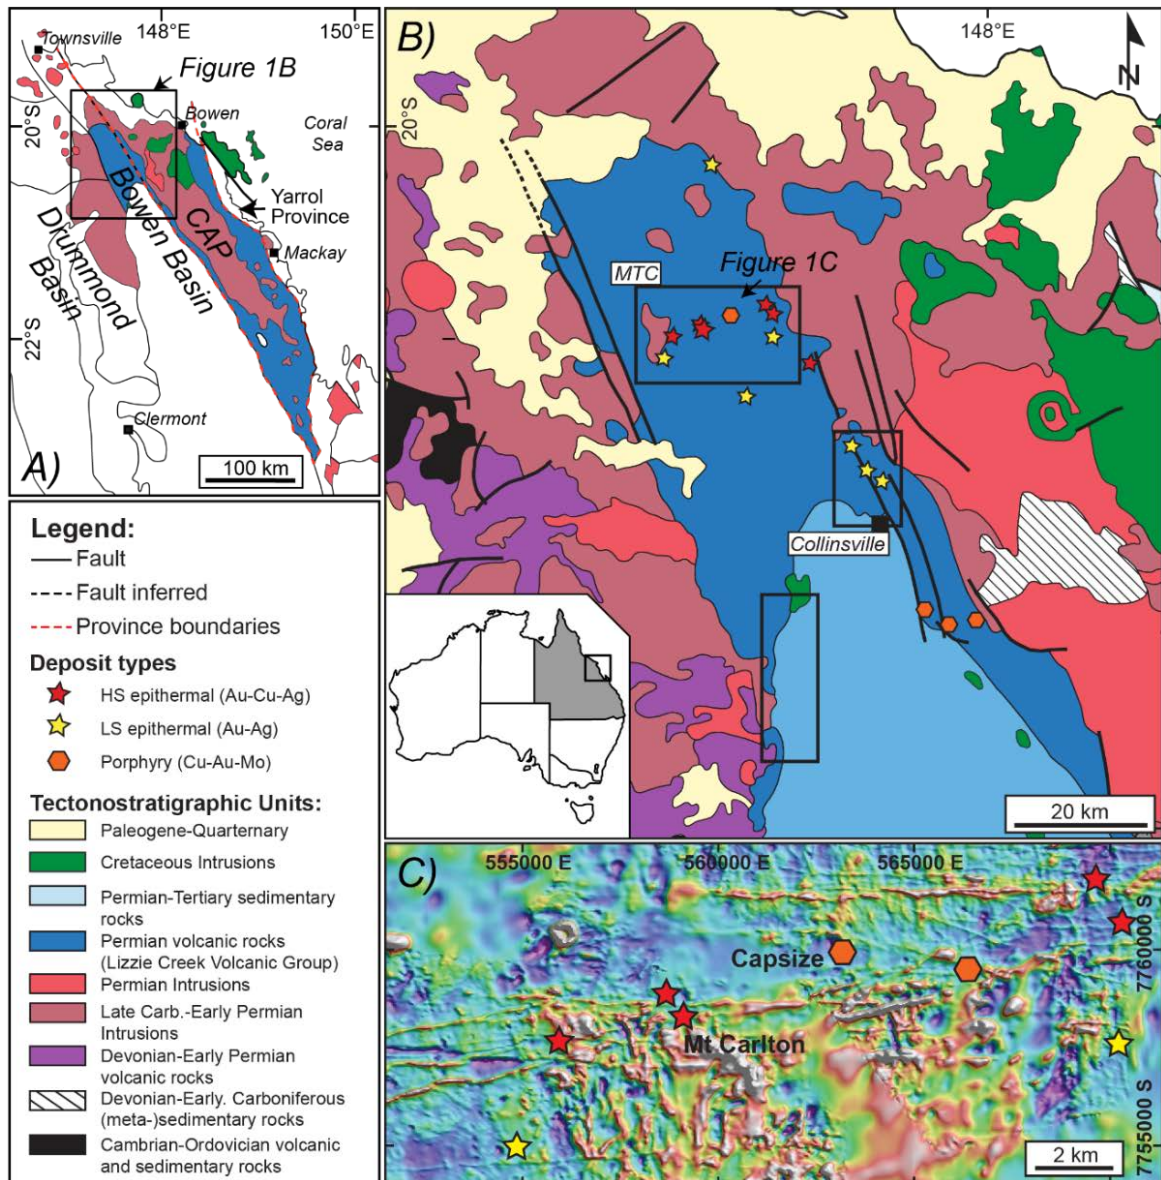 A)
148°E
150°E
Townsville
Figure 1B
Bowen
20°S
Coral
Sea
Yarrol
Province
CAP
Bowen Basin
Drummond
Basin
Mackay
22°S
Clermont
100 km
Legend:
Fault
Fault inferred
Province boundaries
Deposit types
HS epithermal (Au-Cu-Ag)
LS epithermal (Au-Ag)
Porphyry (Cu-Au-Mo)
Tectonostratigraphic Units:
Paleogene-Quarternary
Cretaceous Intrusions
Permian-Tertiary sedimentary
rocks
Permian volcanic rocks
(Lizzie Creek Volcanic Group)
Permian Intrusions
Late Carb.-Early Permian
Intrusions
Devonian-Early Permian
volcanic rocks
Devonian-Early. Carboniferous
(meta-)sedimentary rocks
Cambrian-Ordovician volcanic
and sedimentary rocks
B)
148°E
N
20°S
MTC
Figure 1C
Collinsville
20 km
C)
555000 E
560000 E
565000 E
Capsize
Mt Carlton
7760000 S
7755000 S
2 km